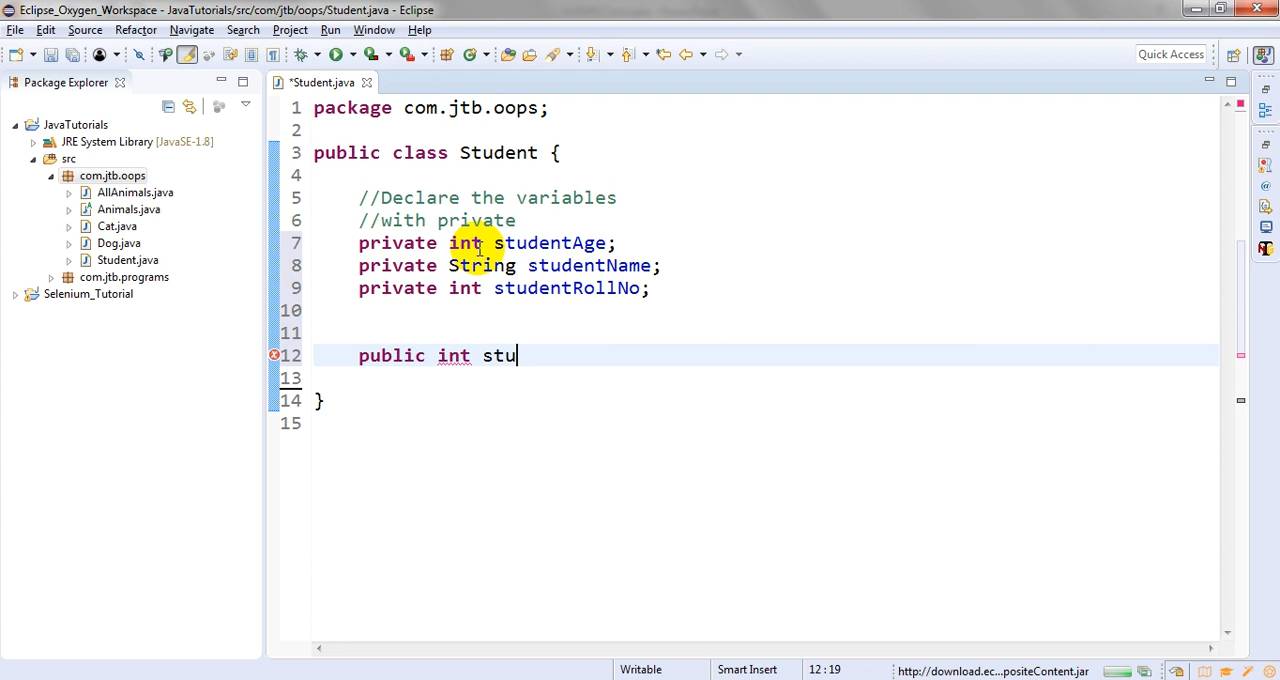 Eclipse_Oxygen_Workspace - JavaTutorials/src/com/jtb/oops/Student.java - Eclipse
File Edit Source Refactor Navigate Search Project Run Window Help
Quick Access
Package Explorer
*Student.java
JavaTutorials
JRE System Library [JavaSE-1.8]
src
com.jtb.oops
AllAnimals.java
Animals.java
Cat.java
Dog.java
Student.java
com.jtb.programs
Selenium_Tutorial
1 package com.jtb.oops;
2
3 public class Student {
4
5 //Declare the variables
6 //with private
7 private int studentAge;
8 private String studentName;
9 private int studentRollNo;
10
11
12 public int stu
13
14 }
15
Writable Smart Insert 12 : 19 http://download.ec...positeContent.jar